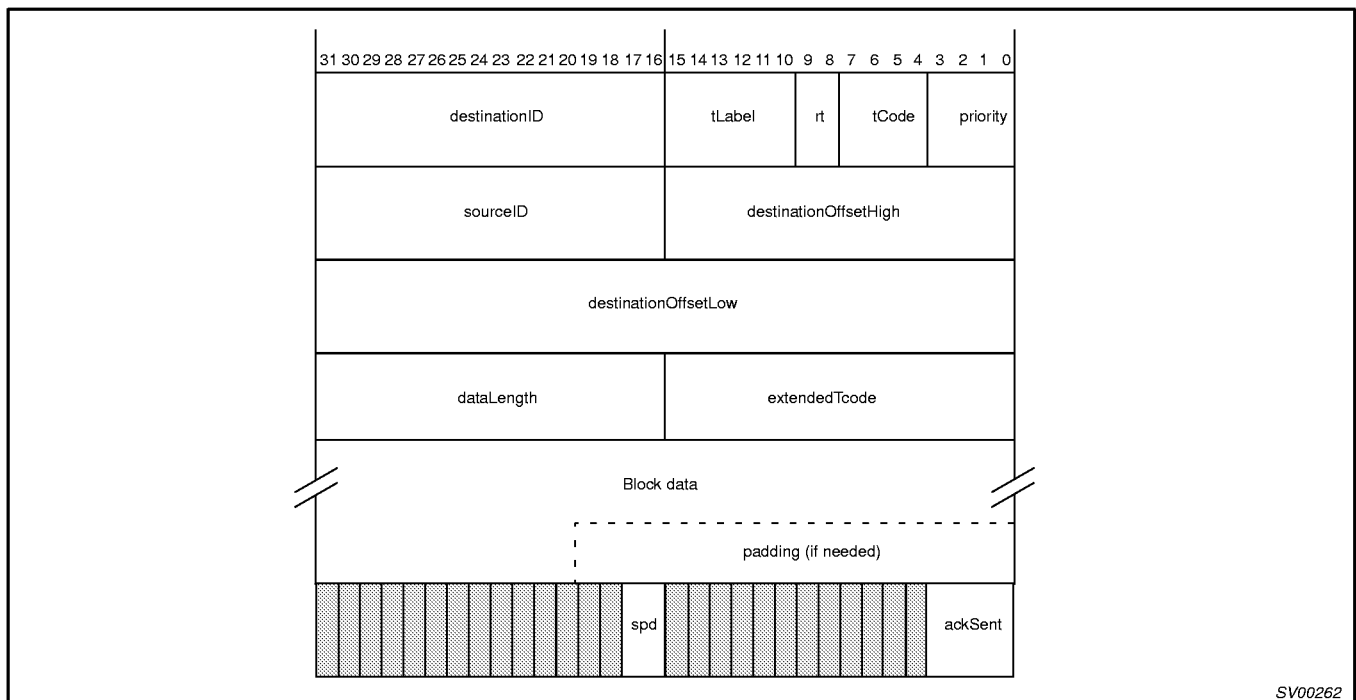 31 30 29 28 27 26 25 24 23 22 21 20 19 18 17 16 15 14 13 12 11 10 9 8 7 6 5 4 3 2 1 0
destinationID tLabel rt tCode priority
sourceID destinationOffsetHigh
destinationOffsetLow
dataLength extendedTcode
Block data
padding (if needed)
spd ackSent
SV00262